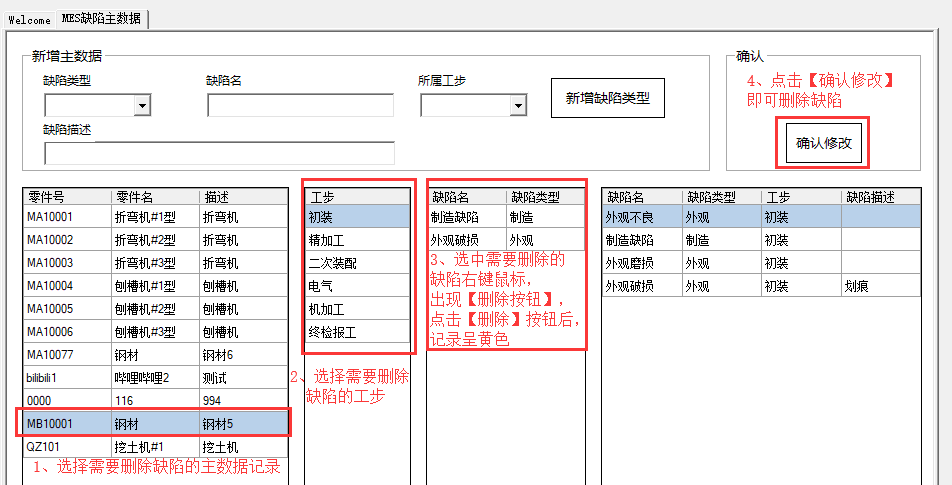 Welcome MES缺陷主数据
新增主数据
缺陷类型 缺陷名 所属工步
新增缺陷类型
缺陷描述
确认
4、点击【确认修改】
即可删除缺陷
确认修改
零件号 零件名 描述
MA10001 折弯机#1型 折弯机
MA10002 折弯机#2型 折弯机
MA10003 折弯机#3型 折弯机
MA10004 刨槽机#1型 刨槽机
MA10005 刨槽机#2型 刨槽机
MA10006 刨槽机#3型 刨槽机
MA10077 钢材 钢材6
bilibili1 哔哩哔哩2 测试
0000 116 994
MB10001 钢材 钢材5
QZ101 挖土机#1 挖土机
1、选择需要删除缺陷的主数据记录
工步
初装
精加工
二次装配
电气
机加工
终检报工
2、选择需要删除
缺陷的工步
缺陷名 缺陷类型
制造缺陷 制造
外观破损 外观
3、选中需要删除的
缺陷右键鼠标，
出现【删除按钮】，
点击【删除】按钮后，
记录呈黄色
缺陷名 缺陷类型 工步 缺陷描述
外观不良 外观 初装
制造缺陷 制造 初装
外观磨损 外观 初装
外观破损 外观 初装 划痕